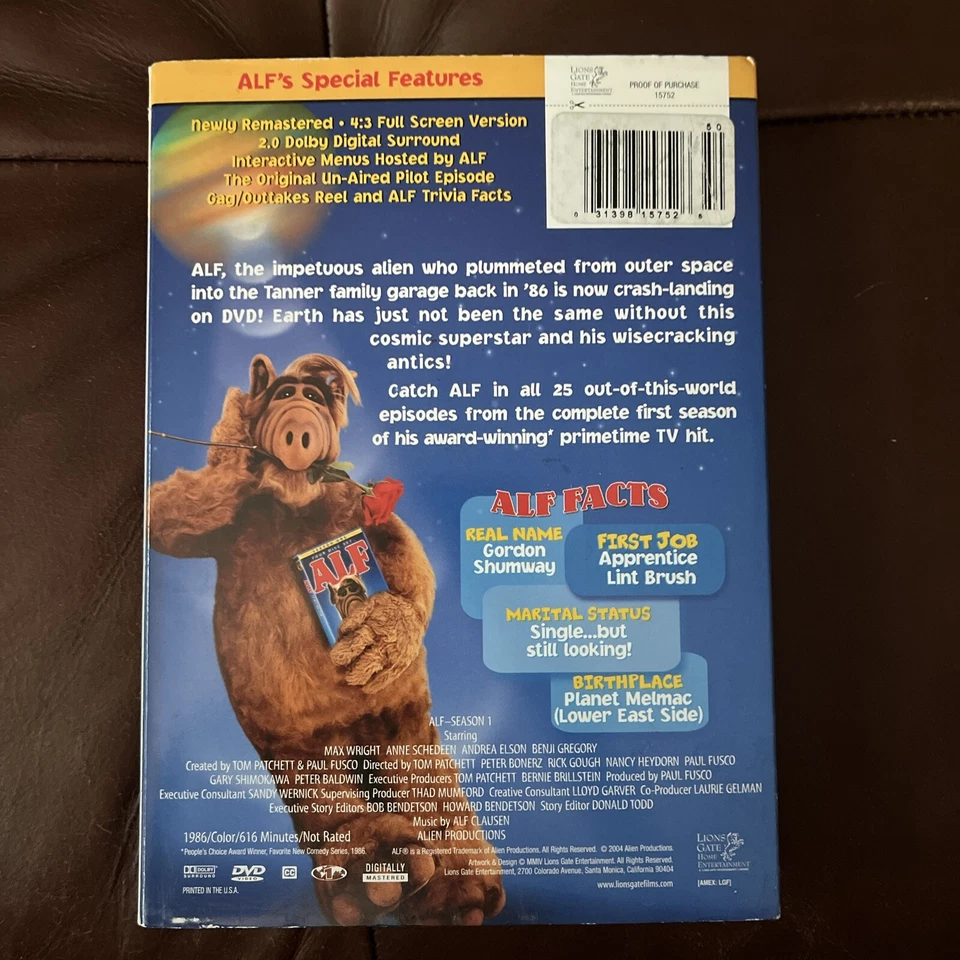 ALF's Special Features
LIONS
GATE
HOME
ENTERTAINMENT
PROOF OF PURCHASE
15752
50
0 31398 15752 8
Newly Remastered • 4:3 Full Screen Version
2.0 Dolby Digital Surround
Interactive Menus Hosted by ALF
The Original Un-Aired Pilot Episode
Gag/Outtakes Reel and ALF Trivia Facts
ALF, the impetuous alien who plummeted from outer space
into the Tanner family garage back in '86 is now crash-landing
on DVD! Earth has just not been the same without this
cosmic superstar and his wisecracking
antics!
Catch ALF in all 25 out-of-this-world
episodes from the complete first season
of his award-winning* primetime TV hit.
ALF
ALF FACTS
REAL NAME
Gordon
Shumway
FIRST JOB
Apprentice
Lint Brush
MARITAL STATUS
Single...but
still looking!
BIRTHPLACE
Planet Melmac
(Lower East Side)
ALF–SEASON 1
Starring
MAX WRIGHT ANNE SCHEDEEN ANDREA ELSON BENJI GREGORY
Created by TOM PATCHETT & PAUL FUSCO Directed by TOM PATCHETT PETER BONERZ RICK GOUGH NANCY HEYDORN PAUL FUSCO
GARY SHIMOKAWA PETER BALDWIN Executive Producers TOM PATCHETT BERNIE BRILLSTEIN Produced by PAUL FUSCO
Executive Consultant SANDY WERNICK Supervising Producer THAD MUMFORD Creative Consultant LLOYD GARVER Co-Producer LAURIE GELMAN
Executive Story Editors BOB BENDETSON HOWARD BENDETSON Story Editor DONALD TODD
Music by ALF CLAUSEN
ALIEN PRODUCTIONS
1986/Color/616 Minutes/Not Rated
*People's Choice Award Winner, Favorite New Comedy Series, 1986.
ALF® is a Registered Trademark of Alien Productions. All Rights Reserved. © 2004 Alien Productions.
Artwork & Design © MMIV Lions Gate Entertainment. All Rights Reserved.
Lions Gate Entertainment, 2700 Colorado Avenue, Santa Monica, California 90404
www.lionsgatefilms.com
DOLBY
SURROUND
DVD
VIDEO
CC
DIGITALLY
MASTERED
PRINTED IN THE U.S.A.
LIONS
GATE
HOME
ENTERTAINMENT
[AMEX: LGF]